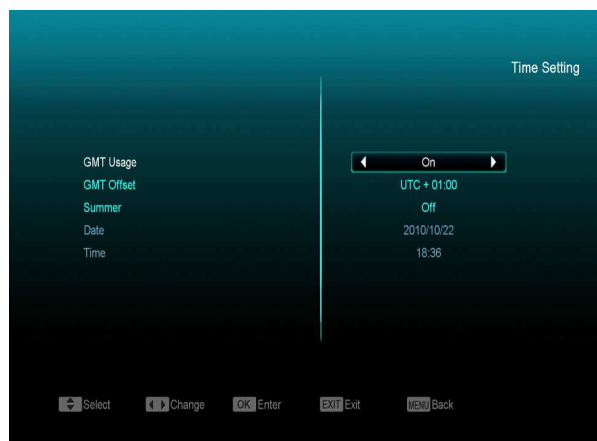 Time Setting
GMT Usage On
GMT Offset UTC + 01:00
Summer Off
Date 2010/10/22
Time 18:36
Select Change OK Enter EXIT Exit MENU Back